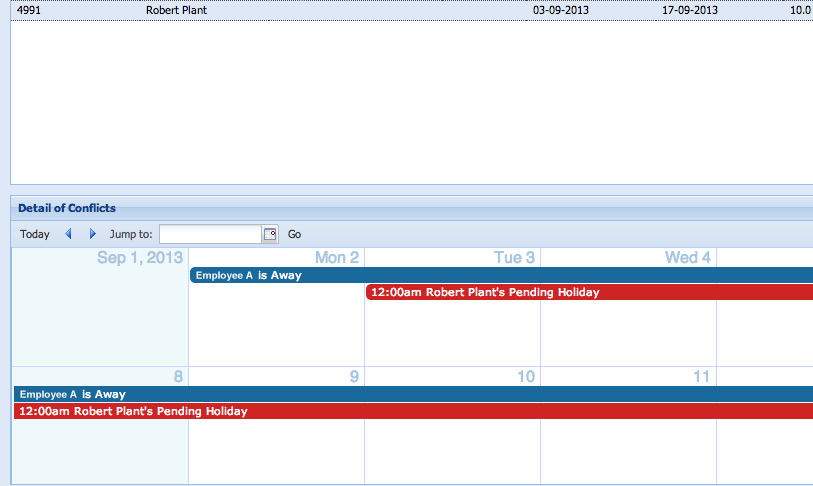 4991 Robert Plant 03-09-2013 17-09-2013 10.0
Detail of Conflicts
Today Jump to: Go
Sep 1, 2013 Mon 2 Tue 3 Wed 4
Employee A is Away
12:00am Robert Plant's Pending Holiday
8 9 10 11
Employee A is Away
12:00am Robert Plant's Pending Holiday